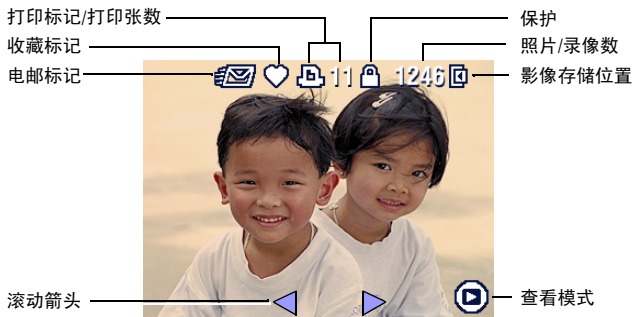 打印标记/打印张数
收藏标记
电邮标记
保护
照片/录像数
影像存储位置
11 1246
滚动箭头
查看模式